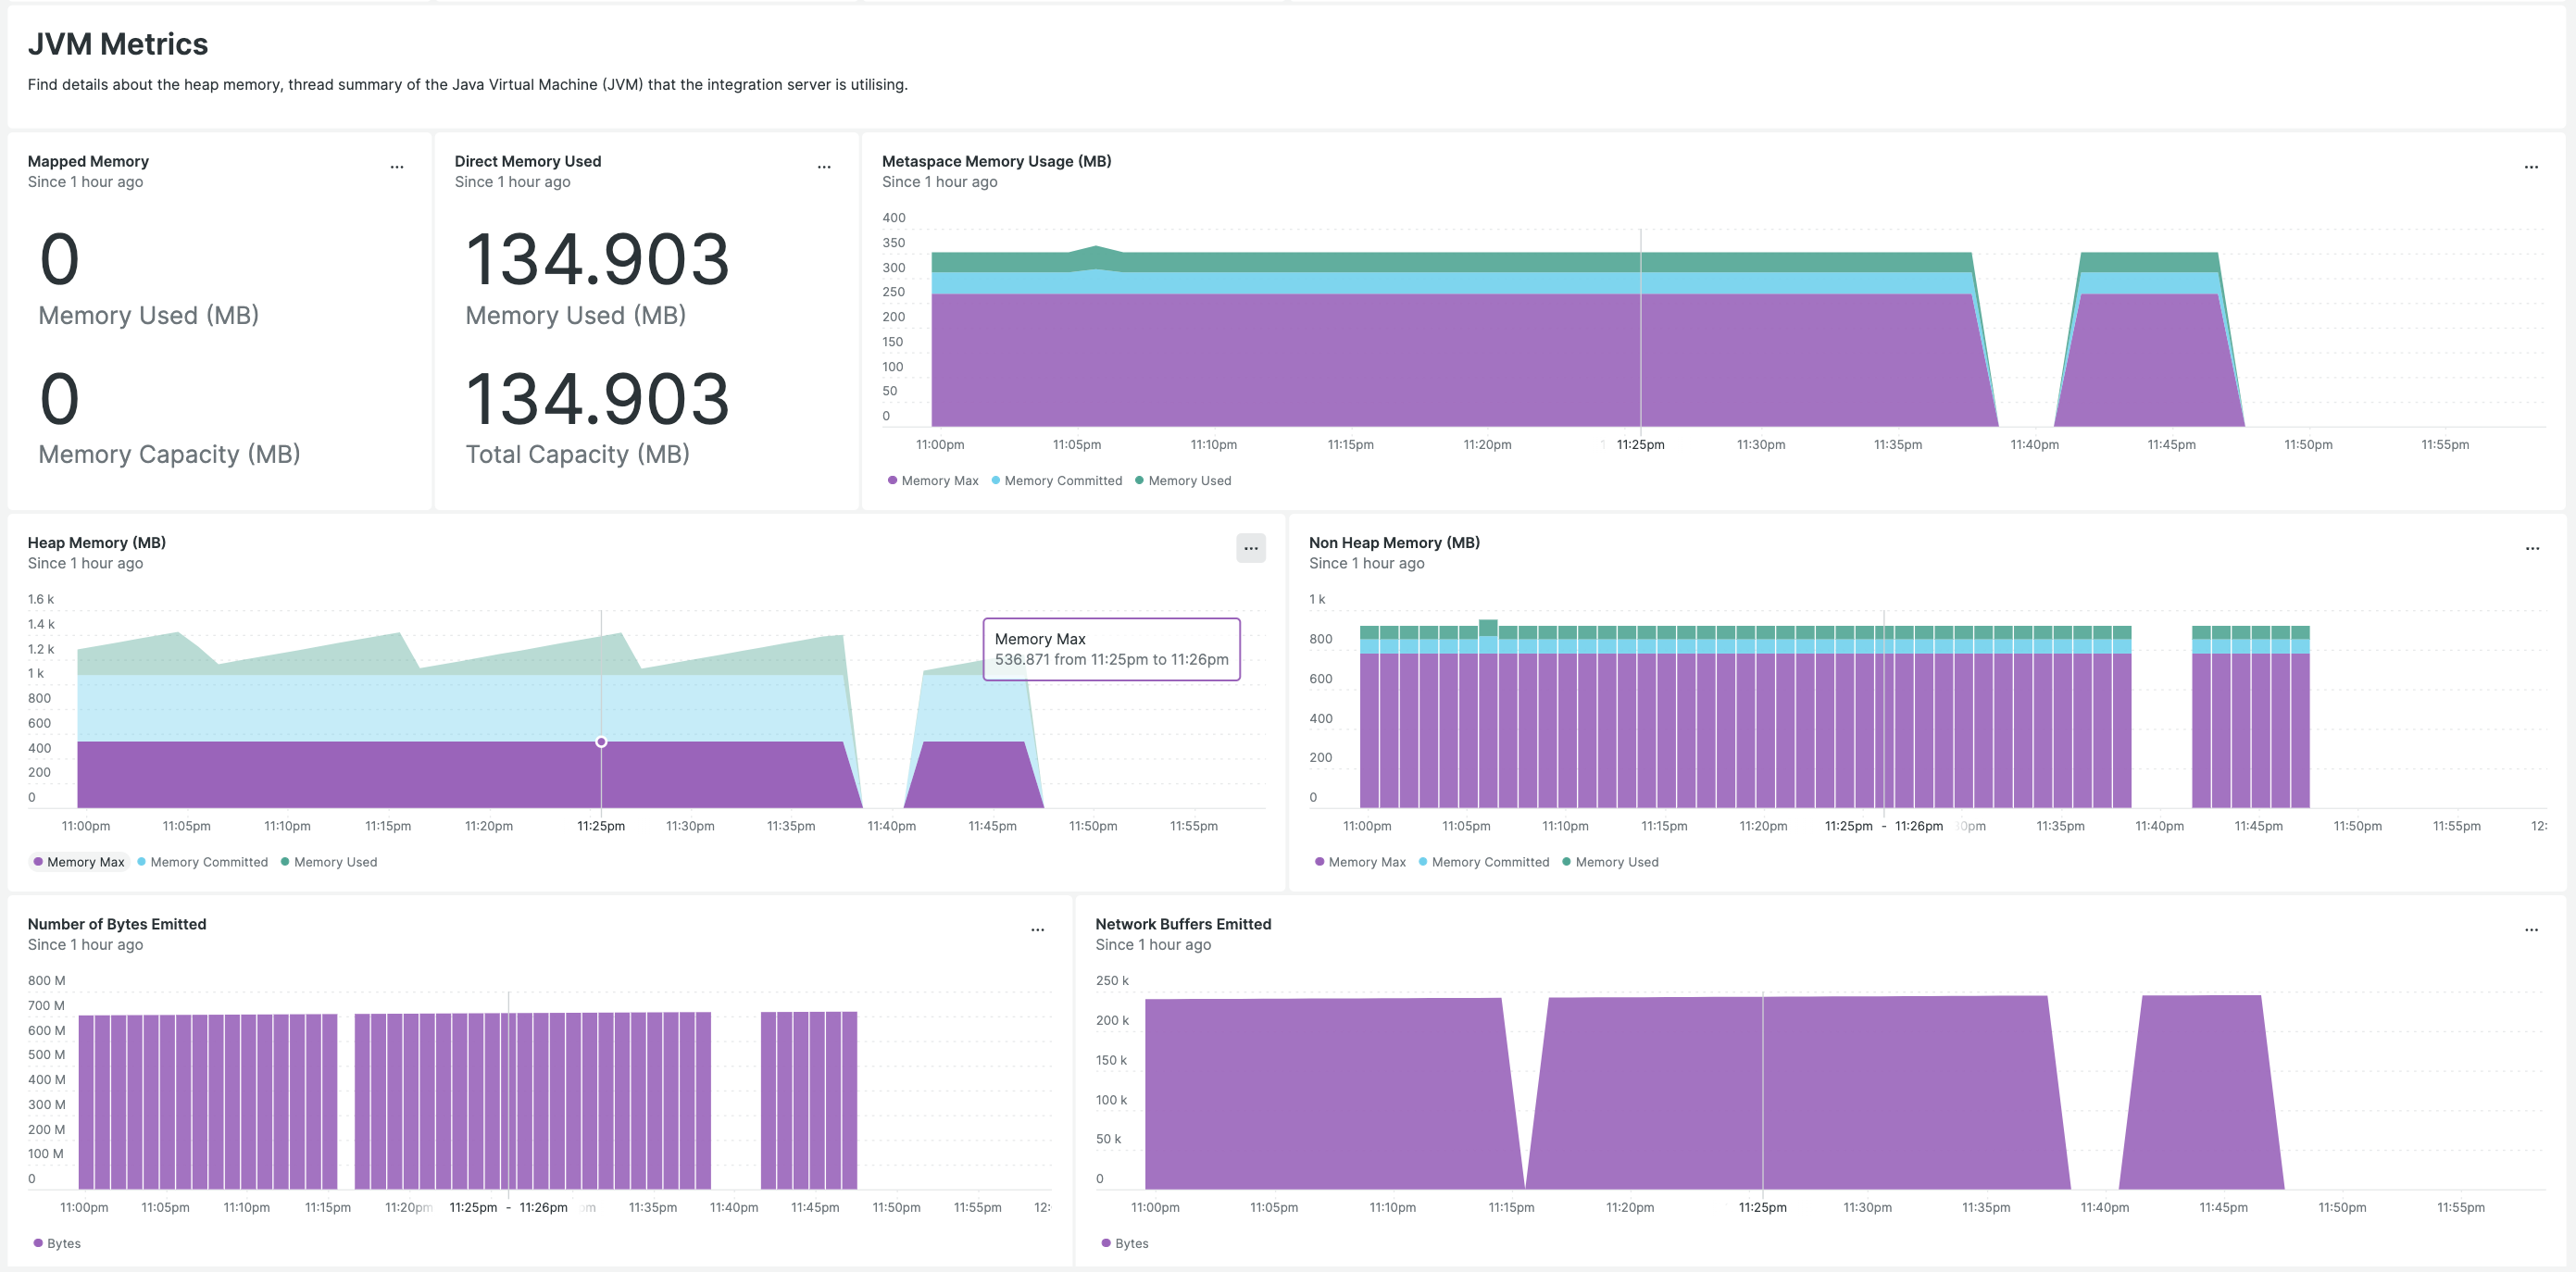 JVM Metrics
Find details about the heap memory, thread summary of the Java Virtual Machine (JVM) that the integration server is utilising.
Mapped Memory
Since 1 hour ago
0
Memory Used (MB)
0
Memory Capacity (MB)
Direct Memory Used
Since 1 hour ago
134.903
Memory Used (MB)
134.903
Total Capacity (MB)
Metaspace Memory Usage (MB)
Since 1 hour ago
400
350
300
250
200
150
100
50
0
11:00pm 11:05pm 11:10pm 11:15pm 11:20pm 11:25pm 11:30pm 11:35pm 11:40pm 11:45pm 11:50pm 11:55pm
Memory Max Memory Committed Memory Used
Heap Memory (MB)
Since 1 hour ago
1.6 k
1.4 k
1.2 k
1 k
800
600
400
200
0
Memory Max
536.871 from 11:25pm to 11:26pm
11:00pm 11:05pm 11:10pm 11:15pm 11:20pm 11:25pm 11:30pm 11:35pm 11:40pm 11:45pm 11:50pm 11:55pm
Memory Max Memory Committed Memory Used
Non Heap Memory (MB)
Since 1 hour ago
1 k
800
600
400
200
0
11:00pm 11:05pm 11:10pm 11:15pm 11:20pm 11:25pm - 11:26pm 30pm 11:35pm 11:40pm 11:45pm 11:50pm 11:55pm 12:
Memory Max Memory Committed Memory Used
Number of Bytes Emitted
Since 1 hour ago
800 M
700 M
600 M
500 M
400 M
300 M
200 M
100 M
0
11:00pm 11:05pm 11:10pm 11:15pm 11:20pm 11:25pm - 11:26pm 11:35pm 11:40pm 11:45pm 11:50pm 11:55pm 12:
Bytes
Network Buffers Emitted
Since 1 hour ago
250 k
200 k
150 k
100 k
50 k
0
11:00pm 11:05pm 11:10pm 11:15pm 11:20pm 11:25pm 11:30pm 11:35pm 11:40pm 11:45pm 11:50pm 11:55pm
Bytes